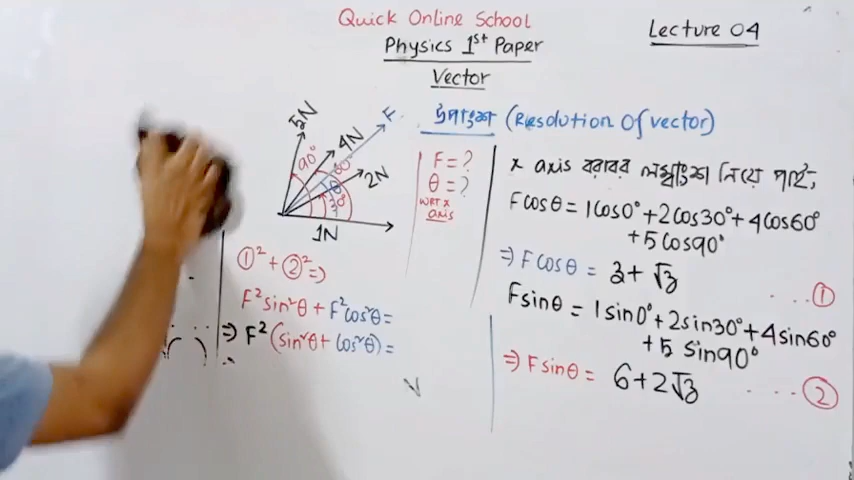 Quick Online School
Lecture 04
Physics 1st Paper
Vector
উপাংশ (Resolution Of vector)
5N
4N
F
2N
1N
90°
60°
30°
F = ?
θ = ?
WRT x
axis
x axis বরাবর লম্বাংশ নিয়ে পাই,
Fcosθ = 1cos0° + 2cos30° + 4cos60°
+ 5cos90°
⇒ Fcosθ = 3 + √3 .... ①
Fsinθ = 1sin0° + 2sin30° + 4sin60°
+ 5 sin90°
⇒ Fsinθ = 6 + 2√3 .... ②
①² + ②² ⇒
F²sin²θ + F²cos²θ =
⇒ F² (sin²θ + cos²θ) =